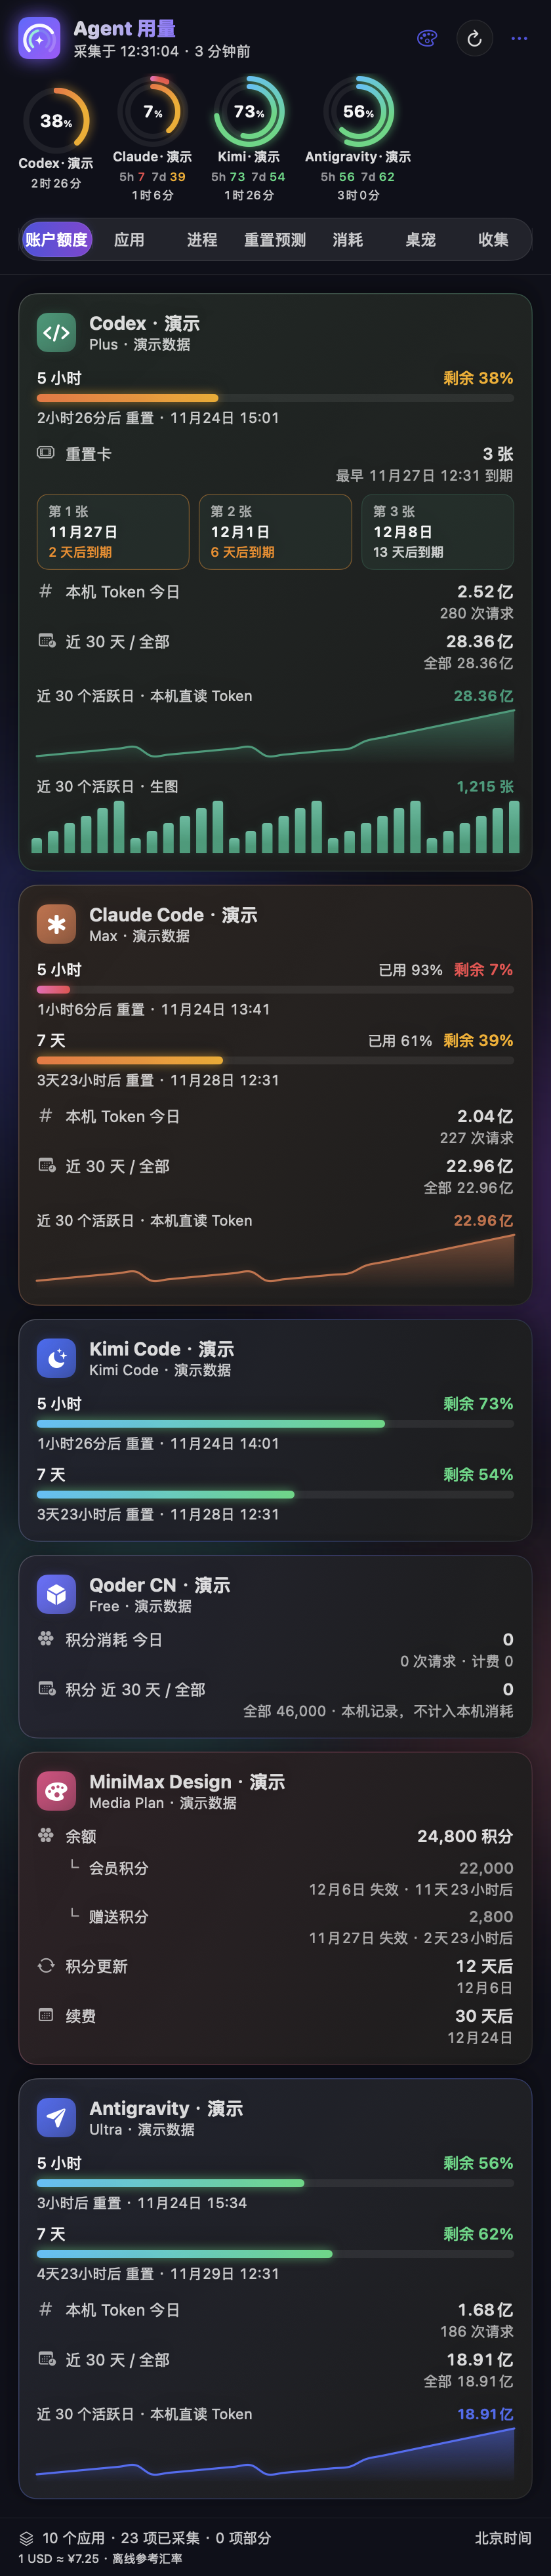 Agent 用量
采集于 12:31:04 · 3 分钟前
38%
7%
73%
56%
Codex·演示
Claude·演示
Kimi·演示
Antigravity·演示
2时26分
5h 7 7d 39
5h 73 7d 54
5h 56 7d 62
1时6分
1时26分
3时0分
账户额度 应用 进程 重置预测 消耗 桌宠 收集
Codex · 演示
Plus · 演示数据
5 小时 剩余 38%
2小时26分后 重置 · 11月24日 15:01
重置卡 3 张
最早 11月27日 12:31 到期
第 1 张
11月27日
2 天后到期
第 2 张
12月1日
6 天后到期
第 3 张
12月8日
13 天后到期
# 本机 Token 今日 2.52亿
280 次请求
近 30 天 / 全部 28.36亿
全部 28.36亿
近 30 个活跃日 · 本机直读 Token 28.36亿
近 30 个活跃日 · 生图 1,215 张
Claude Code · 演示
Max · 演示数据
5 小时 已用 93% 剩余 7%
1小时6分后 重置 · 11月24日 13:41
7 天 已用 61% 剩余 39%
3天23小时后 重置 · 11月28日 12:31
# 本机 Token 今日 2.04亿
227 次请求
近 30 天 / 全部 22.96亿
全部 22.96亿
近 30 个活跃日 · 本机直读 Token 22.96亿
Kimi Code · 演示
Kimi Code · 演示数据
5 小时 剩余 73%
1小时26分后 重置 · 11月24日 14:01
7 天 剩余 54%
3天23小时后 重置 · 11月28日 12:31
Qoder CN · 演示
Free · 演示数据
积分消耗 今日 0
0 次请求 · 计费 0
积分 近 30 天 / 全部 0
全部 46,000 · 本机记录，不计入本机消耗
MiniMax Design · 演示
Media Plan · 演示数据
余额 24,800 积分
会员积分 22,000
12月6日 失效 · 11天23小时后
赠送积分 2,800
11月27日 失效 · 2天23小时后
积分更新 12 天后
12月6日
续费 30 天后
12月24日
Antigravity · 演示
Ultra · 演示数据
5 小时 剩余 56%
3小时后 重置 · 11月24日 15:34
7 天 剩余 62%
4天23小时后 重置 · 11月29日 12:31
# 本机 Token 今日 1.68亿
186 次请求
近 30 天 / 全部 18.91亿
全部 18.91亿
近 30 个活跃日 · 本机直读 Token 18.91亿
10 个应用 · 23 项已采集 · 0 项部分 北京时间
1 USD ≈ ¥7.25 · 离线参考汇率